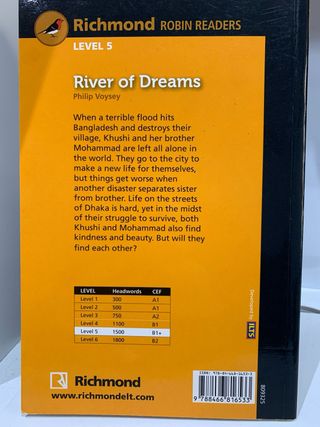 Richmond ROBIN READERS
LEVEL 5
River of Dreams
Philip Voysey
When a terrible flood hits
Bangladesh and destroys their
village, Khushi and her brother
Mohammad are left all alone in
the world. They go to the city to
make a new life for themselves,
but things get worse when
another disaster separates sister
from brother. Life on the streets
of Dhaka is hard, yet in the midst
of their struggle to survive, both
Khushi and Mohammad also find
kindness and beauty. But will they
find each other?
LEVEL Headwords CEF
Level 1 300 A1
Level 2 500 A1
Level 3 750 A2
Level 4 1100 B1
Level 5 1500 B1+
Level 6 1800 B2
Developed by
Richmond
www.richmondelt.com
9 788466 816533
809325